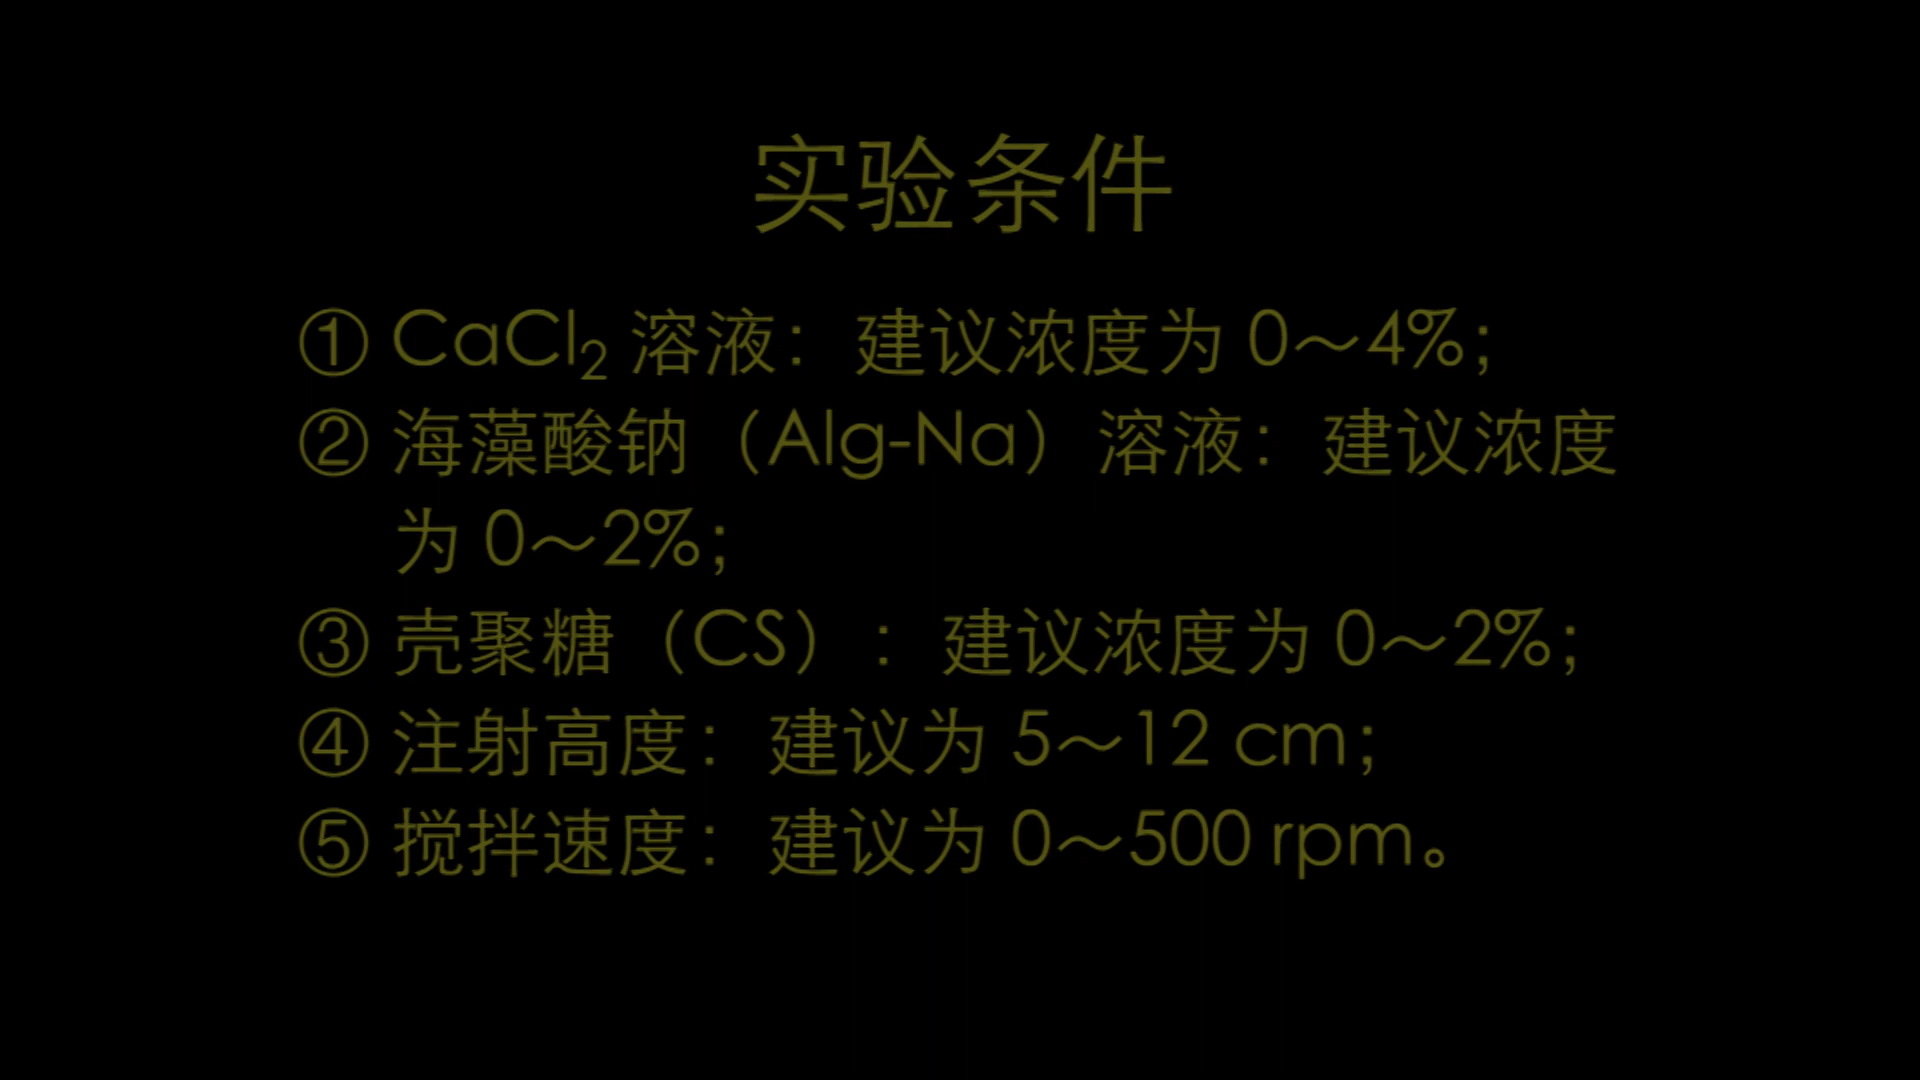 实验条件
① CaCl₂ 溶液：建议浓度为 0～4%；
② 海藻酸钠（Alg-Na）溶液：建议浓度
为 0～2%；
③ 壳聚糖（CS）：建议浓度为 0～2%；
④ 注射高度：建议为 5～12 cm；
⑤ 搅拌速度：建议为 0～500 rpm。